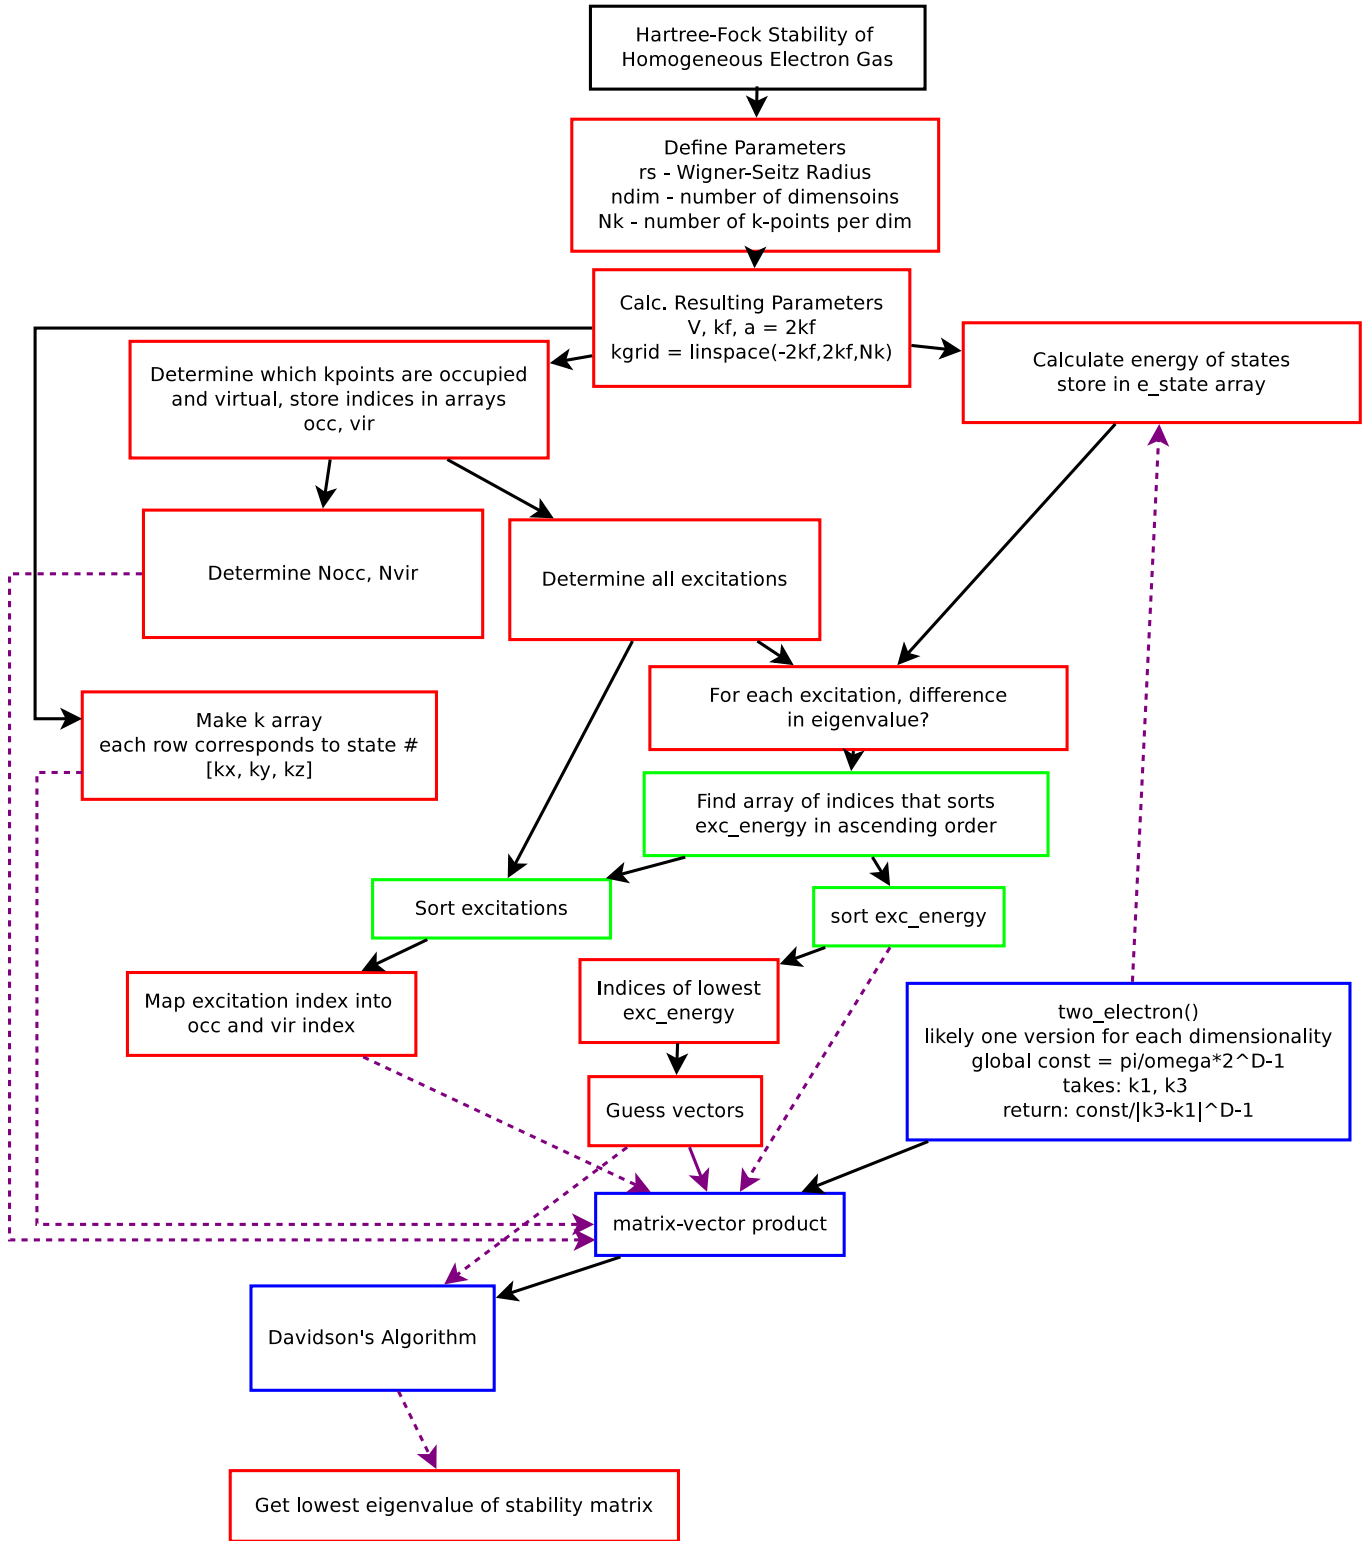 Hartree-Fock Stability of
Homogeneous Electron Gas
Define Parameters
rs - Wigner-Seitz Radius
ndim - number of dimensoins
Nk - number of k-points per dim
Calc. Resulting Parameters
V, kf, a = 2kf
kgrid = linspace(-2kf,2kf,Nk)
Determine which kpoints are occupied
and virtual, store indices in arrays
occ, vir
Calculate energy of states
store in e_state array
Determine Nocc, Nvir
Determine all excitations
For each excitation, difference
in eigenvalue?
Make k array
each row corresponds to state #
[kx, ky, kz]
Find array of indices that sorts
exc_energy in ascending order
Sort excitations
sort exc_energy
Map excitation index into
occ and vir index
Indices of lowest
exc_energy
two_electron()
likely one version for each dimensionality
global const = pi/omega*2^D-1
takes: k1, k3
return: const/|k3-k1|^D-1
Guess vectors
matrix-vector product
Davidson's Algorithm
Get lowest eigenvalue of stability matrix